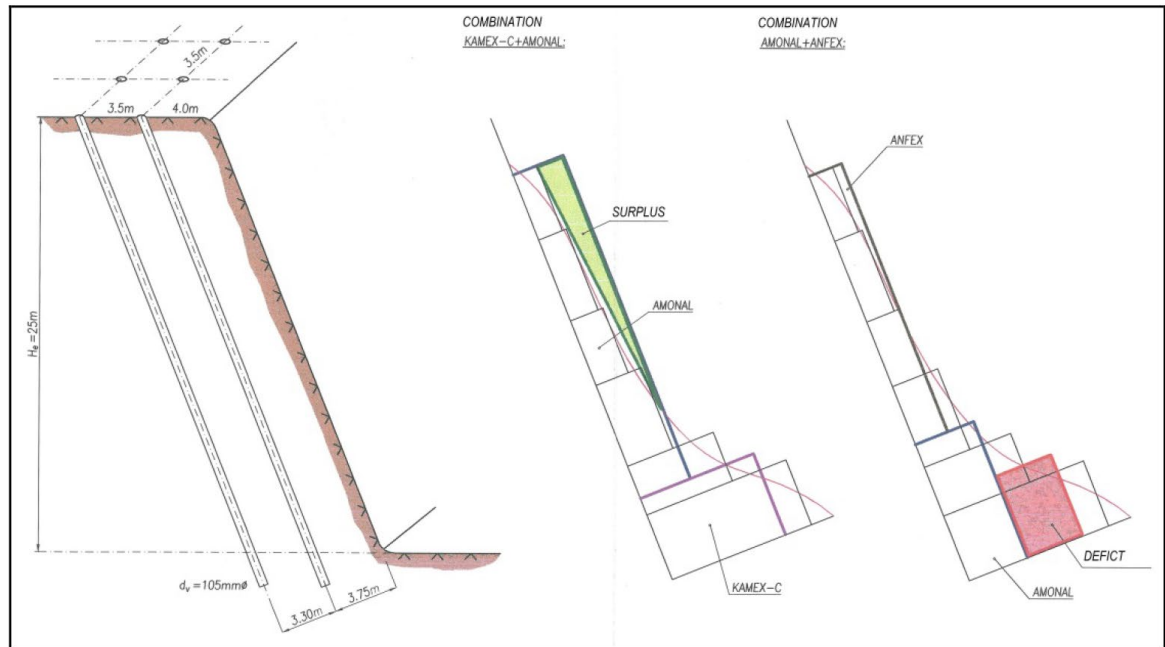 3.5m
3.5m
4.0m
Hₑ=25m
dᵥ=105mmø
3.30m
3.75m
COMBINATION
KAMEX-C+AMONAL:
SURPLUS
AMONAL
KAMEX-C
COMBINATION
AMONAL+ANFEX:
ANFEX
DEFICT
AMONAL